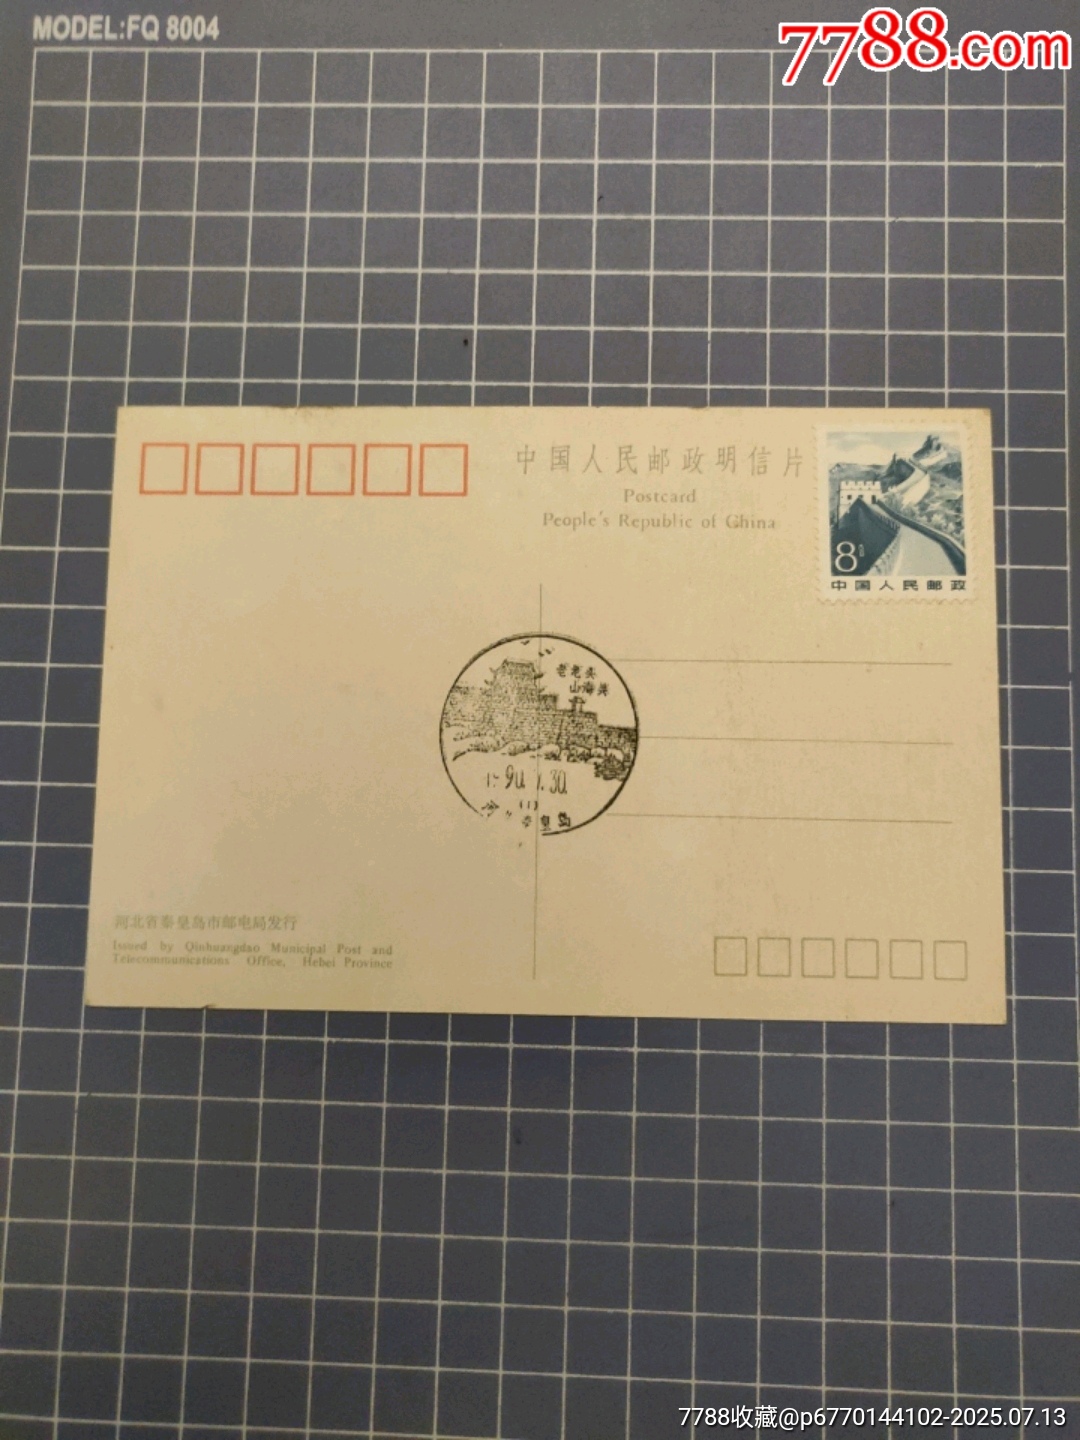 MODEL:FQ 8004
7788.com
中国人民邮政明信片
Postcard
People's Republic of China
8分
中国人民邮政
老龙头
山海关
90. .30.
(1)
皇岛
河北省秦皇岛市邮电局发行
Issued by Qinhuangdao Municipal Post and
Telecommunications Office, Hebei Province
7788收藏@p6770144102-2025.07.13